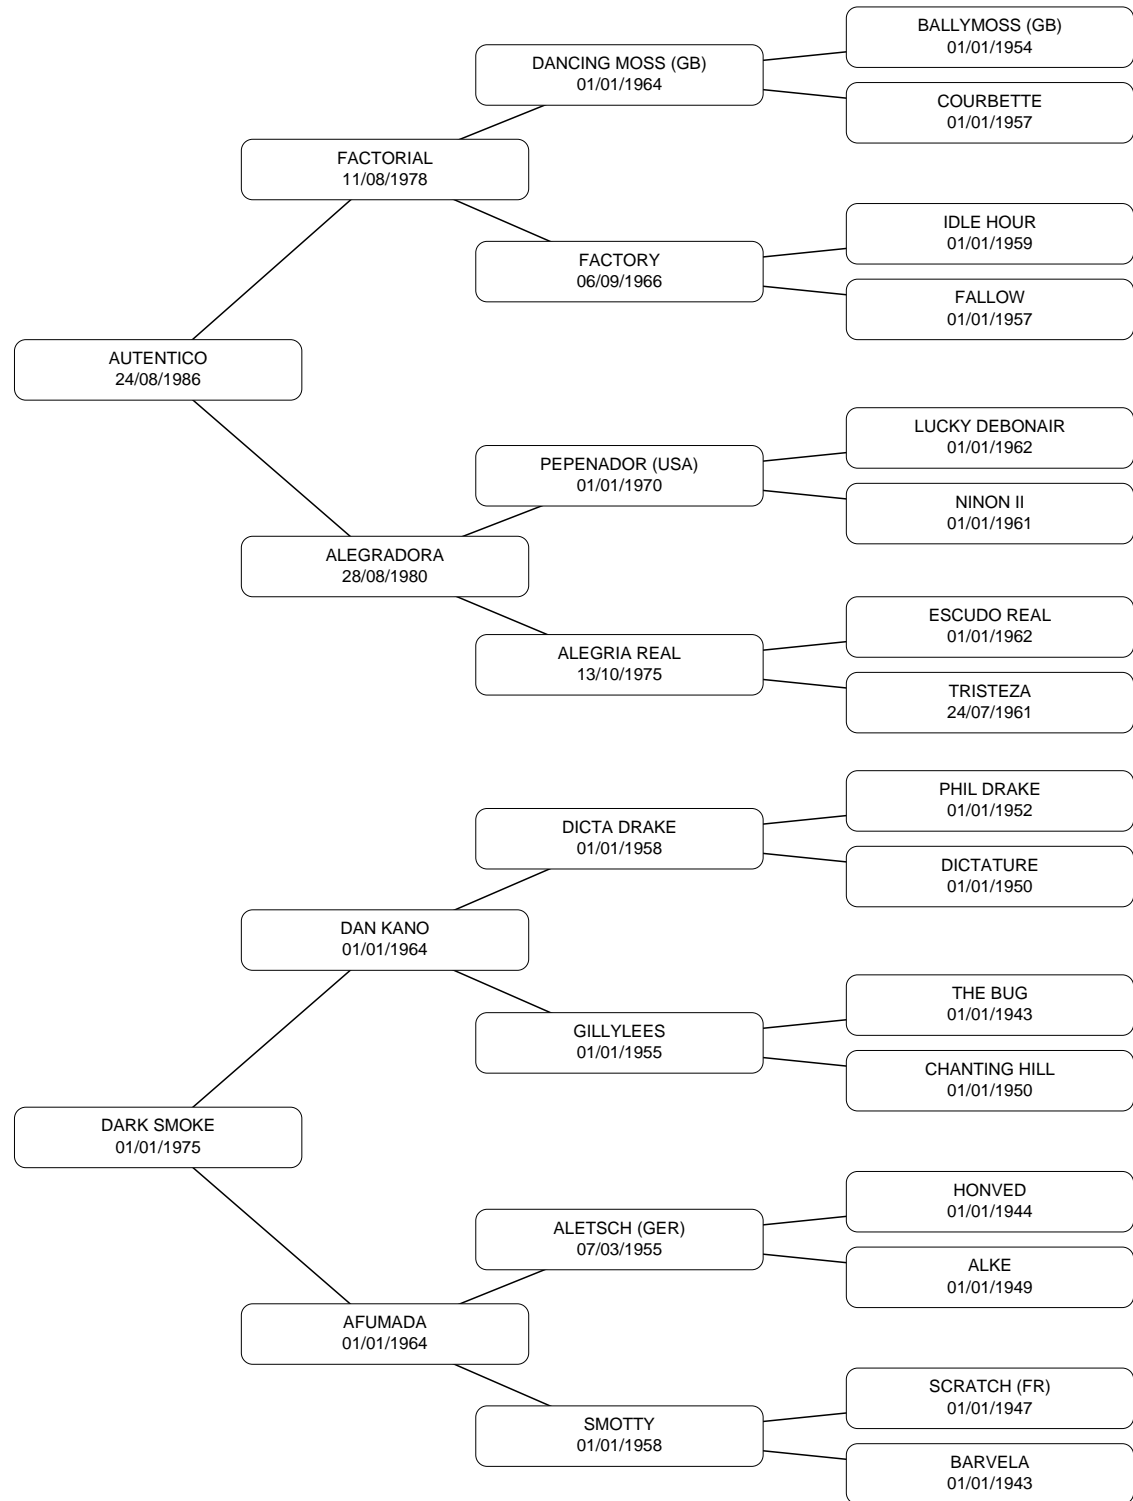 BALLYMOSS (GB)
01/01/1954
DANCING MOSS (GB)
01/01/1964
COURBETTE
01/01/1957
FACTORIAL
11/08/1978
IDLE HOUR
01/01/1959
FACTORY
06/09/1966
FALLOW
01/01/1957
AUTENTICO
24/08/1986
LUCKY DEBONAIR
01/01/1962
PEPENADOR (USA)
01/01/1970
NINON II
01/01/1961
ALEGRADORA
28/08/1980
ESCUDO REAL
01/01/1962
ALEGRIA REAL
13/10/1975
TRISTEZA
24/07/1961
PHIL DRAKE
01/01/1952
DICTA DRAKE
01/01/1958
DICTATURE
01/01/1950
DAN KANO
01/01/1964
THE BUG
01/01/1943
GILLYLEES
01/01/1955
CHANTING HILL
01/01/1950
DARK SMOKE
01/01/1975
HONVED
01/01/1944
ALETSCH (GER)
07/03/1955
ALKE
01/01/1949
AFUMADA
01/01/1964
SCRATCH (FR)
01/01/1947
SMOTTY
01/01/1958
BARVELA
01/01/1943